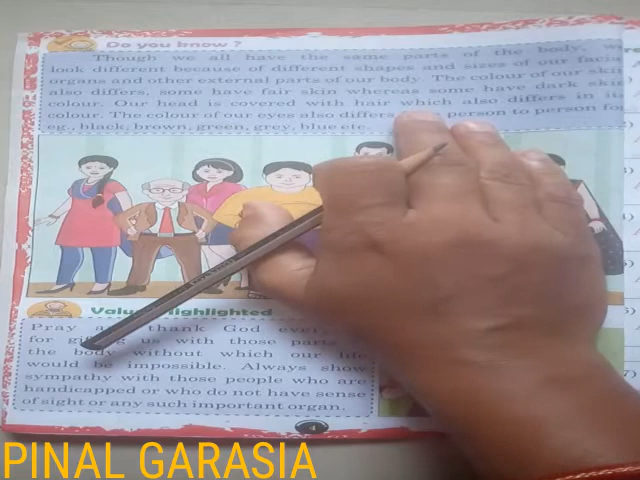 Do you know ?
Though we all have the same parts of the body, we
look different because of different shapes and sizes of our facial
organs and other external parts of our body. The colour of our skin
also differs, some have fair skin whereas some have dark skin
colour. Our head is covered with hair which also differs in
colour. The colour of our eyes also differs person to person for
eg., black, brown, green, grey, blue etc.
Highlighted
Pray thank God
for us with those parts
the body without which our life
would be impossible. Always show
sympathy with those people who are
handicapped or who do not have sense
of sight or any such important organ.
4
PINAL GARASIA